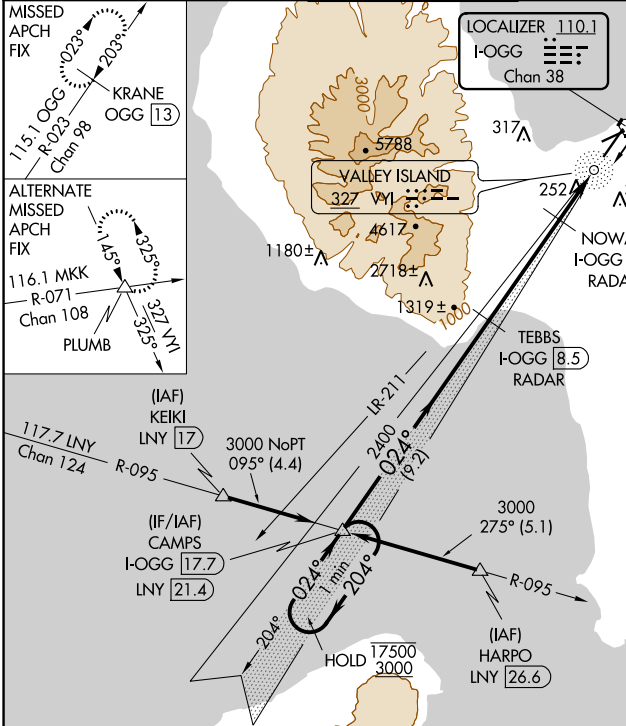 MISSED
APCH
FIX
023°
203°
KRANE
OGG 13
115.1 OGG
R-023
Chan 98
ALTERNATE
MISSED
APCH
FIX
145°
325°
116.1 MKK
R-071
Chan 108
327 VYI
325°
PLUMB
LOCALIZER 110.1
I-OGG
Chan 38
3000
5788
317
VALLEY ISLAND
327 VYI
252
4617
1180±
2718±
1319±
1000
NOWA
I-OGG
RADA
TEBBS
I-OGG 8.5
RADAR
LR-211
2400
024°
(9.2)
(IAF)
KEIKI
LNY 17
117.7 LNY
Chan 124
R-095
3000 NoPT
095° (4.4)
3000
275° (5.1)
(IF/IAF)
CAMPS
I-OGG 17.7
LNY 21.4
024°
1 min
204°
204°
R-095
(IAF)
HARPO
LNY 26.6
HOLD 17500
3000